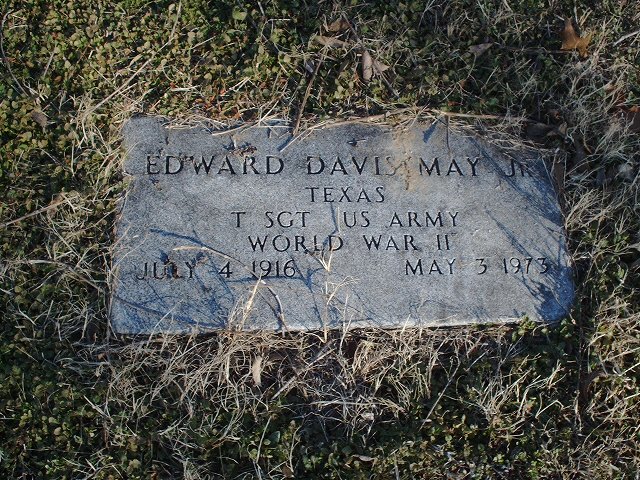 EDWARD DAVIS MAY JR
TEXAS
T SGT US ARMY
WORLD WAR II
JULY 4 1916 MAY 3 1973